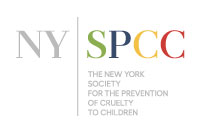 NY SPCC
THE NEW YORK
SOCIETY
FOR THE PREVENTION
OF CRUELTY
TO CHILDREN